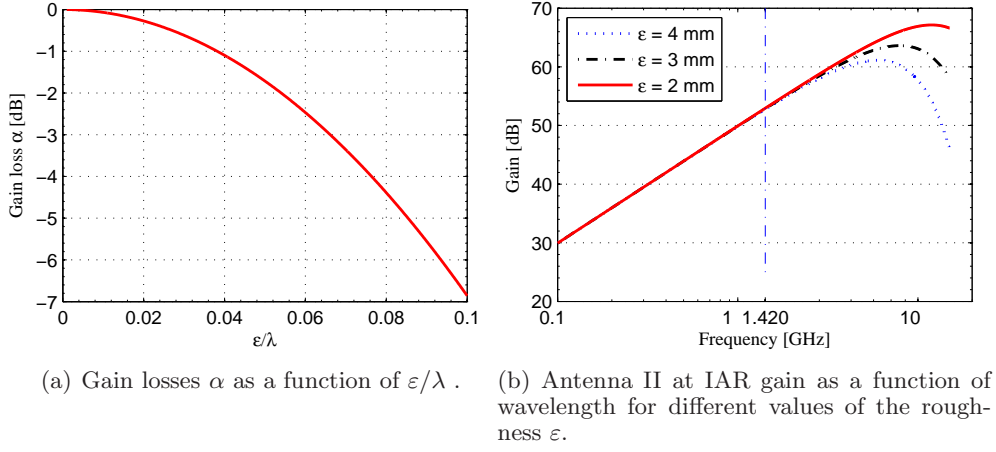 0
−1
−2
−3
−4
−5
−6
−7
Gain loss α [dB]
0 0.02 0.04 0.06 0.08 0.1
ε/λ
(a) Gain losses α as a function of ε/λ .
70
60
50
40
30
20
Gain [dB]
ε = 4 mm
ε = 3 mm
ε = 2 mm
0.1 1 1.420 10
Frequency [GHz]
(b) Antenna II at IAR gain as a function of
wavelength for different values of the rough-
ness ε.